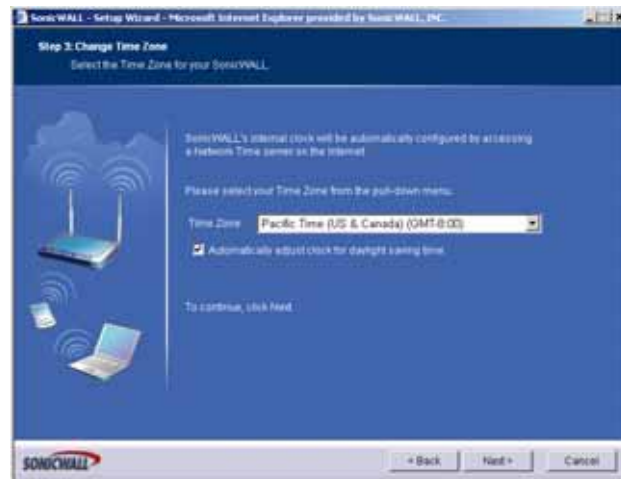 SonicWALL - Setup Wizard - Microsoft Internet Explorer provided by SonicWALL, INC.
Step 3: Change Time Zone
Select the Time Zone for your SonicWALL.
SonicWALL's internal clock will be automatically configured by accessing
a Network Time server on the Internet
Please select your Time Zone from the pull-down menu.
Time Zone Pacific Time (US & Canada) (GMT-8:00)
Automatically adjust clock for daylight saving time.
To continue, click Next.
SONICWALL
< Back Next > Cancel